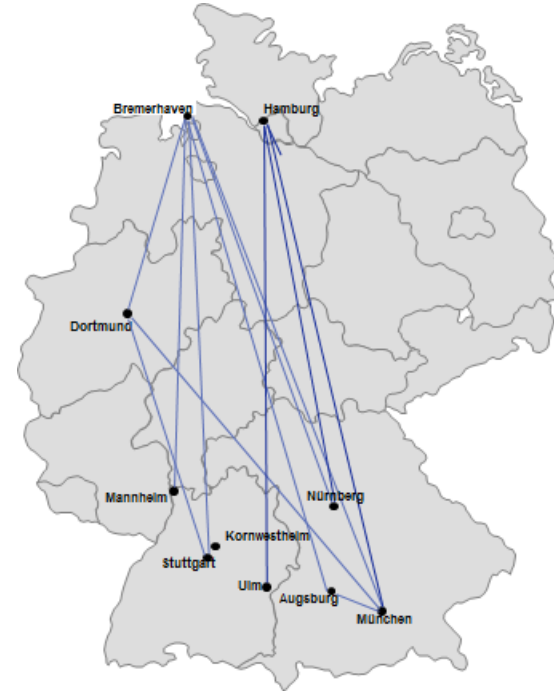 Bremerhaven
Hamburg
Dortmund
Mannheim
Nürnberg
Kornwestheim
Stuttgart
Ulm
Augsburg
München